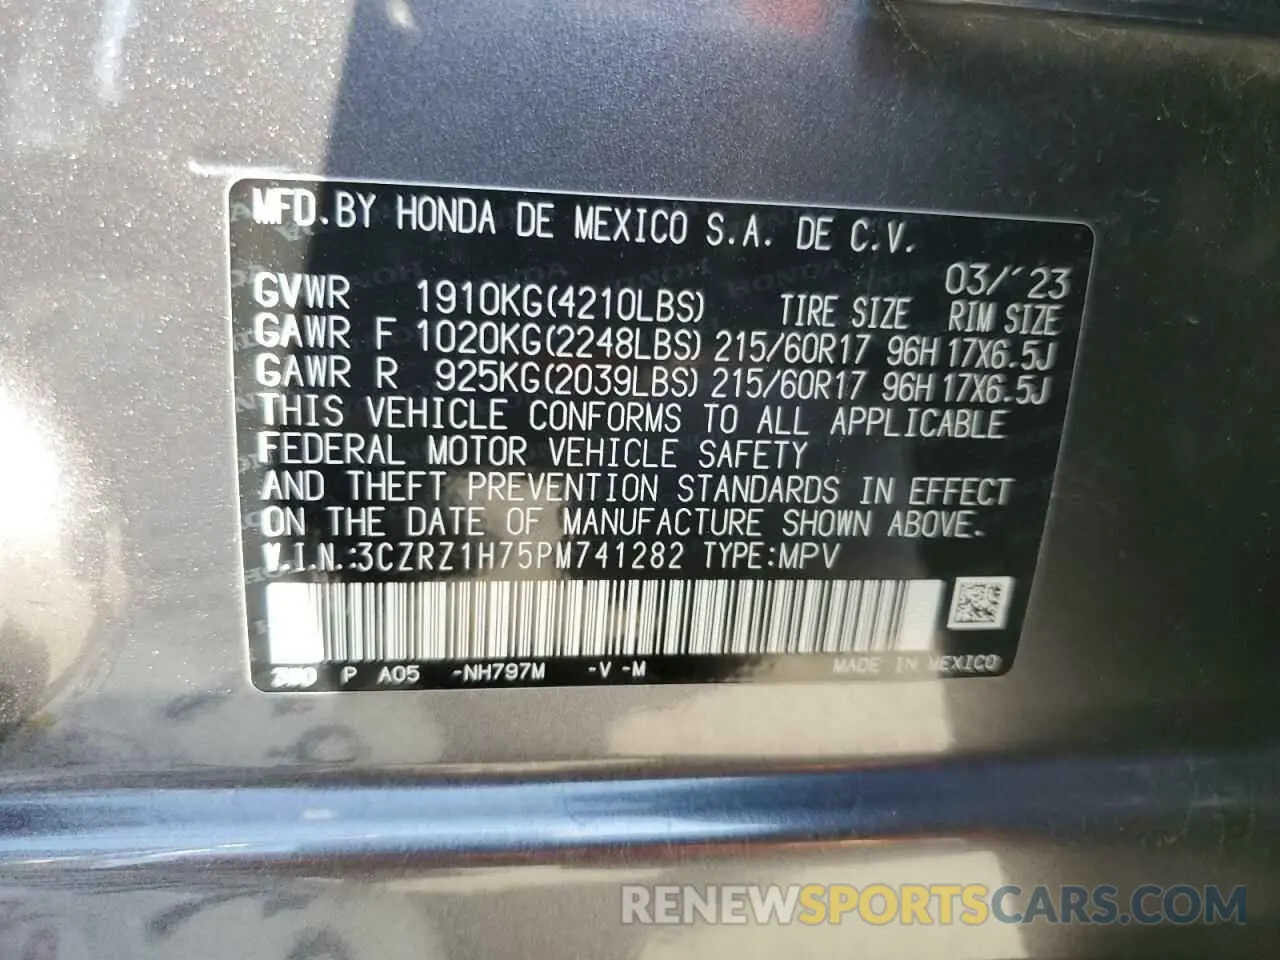 MFD.BY HONDA DE MEXICO S.A. DE C.V.
03/'23
GVWR 1910KG(4210LBS) TIRE SIZE RIM SIZE
GAWR F 1020KG(2248LBS) 215/60R17 96H 17X6.5J
GAWR R 925KG(2039LBS) 215/60R17 96H 17X6.5J
THIS VEHICLE CONFORMS TO ALL APPLICABLE
FEDERAL MOTOR VEHICLE SAFETY
AND THEFT PREVENTION STANDARDS IN EFFECT
ON THE DATE OF MANUFACTURE SHOWN ABOVE.
V.I.N.:3CZRZ1H75PM741282 TYPE:MPV
P A05 -NH797M -V -M MADE IN MEXICO
RENEWSPORTSCARS.COM